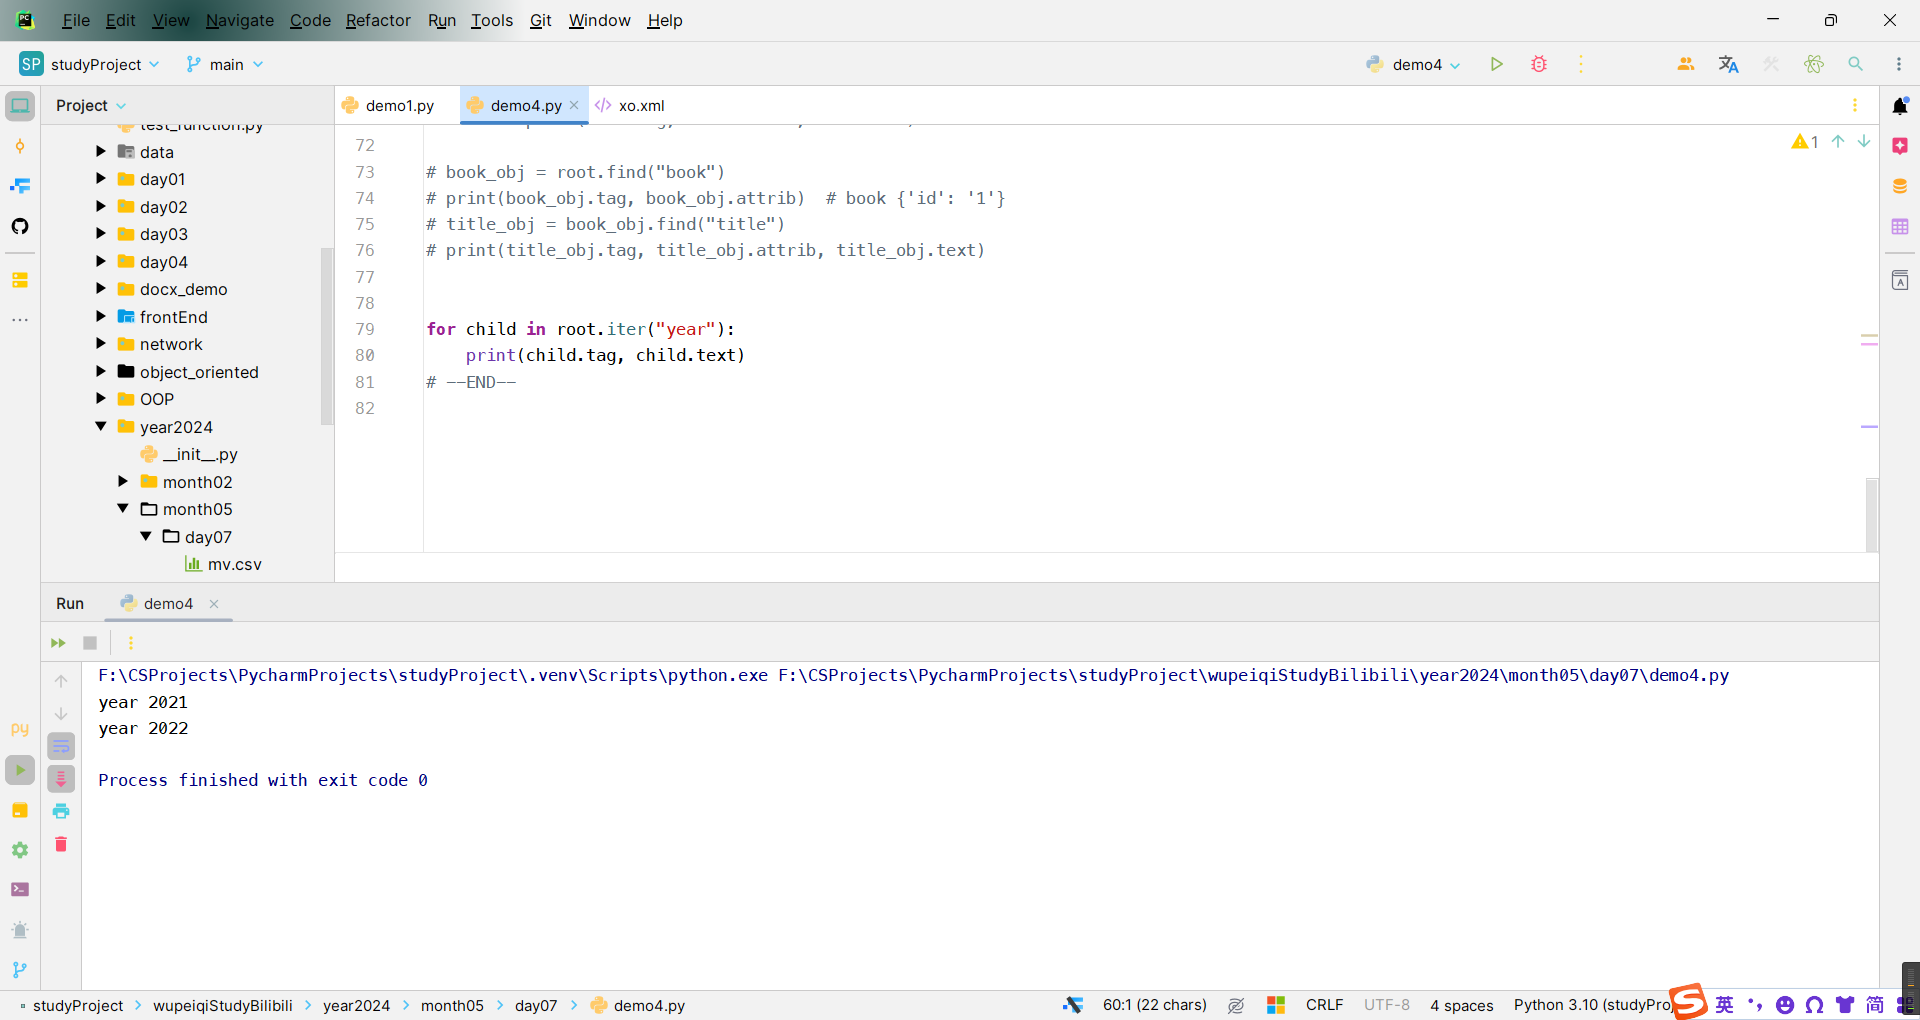 File Edit View Navigate Code Refactor Run Tools Git Window Help
SP studyProject main demo4
Project demo1.py demo4.py xo.xml
test_function.py
data
day01
day02
day03
day04
docx_demo
frontEnd
network
object_oriented
OOP
year2024
__init__.py
month02
month05
day07
mv.csv
1
72
73 # book_obj = root.find("book")
74 # print(book_obj.tag, book_obj.attrib)  # book {'id': '1'}
75 # title_obj = book_obj.find("title")
76 # print(title_obj.tag, title_obj.attrib, title_obj.text)
77
78
79 for child in root.iter("year"):
80     print(child.tag, child.text)
81 # --END--
82
Run demo4
F:\CSProjects\PycharmProjects\studyProject\.venv\Scripts\python.exe F:\CSProjects\PycharmProjects\studyProject\wupeiqiStudyBilibili\year2024\month05\day07\demo4.py
year 2021
year 2022
Process finished with exit code 0
py
studyProject wupeiqiStudyBilibili year2024 month05 day07 demo4.py 60:1 (22 chars) CRLF UTF-8 4 spaces Python 3.10 (studyPro 英 简